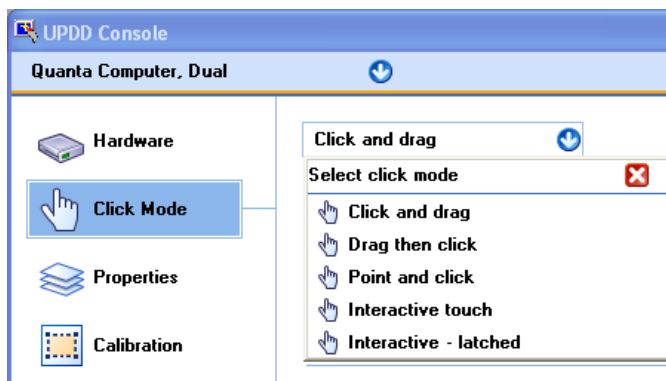 UPDD Console
Quanta Computer, Dual
Hardware
Click Mode
Properties
Calibration
Click and drag
Select click mode
Click and drag
Drag then click
Point and click
Interactive touch
Interactive - latched